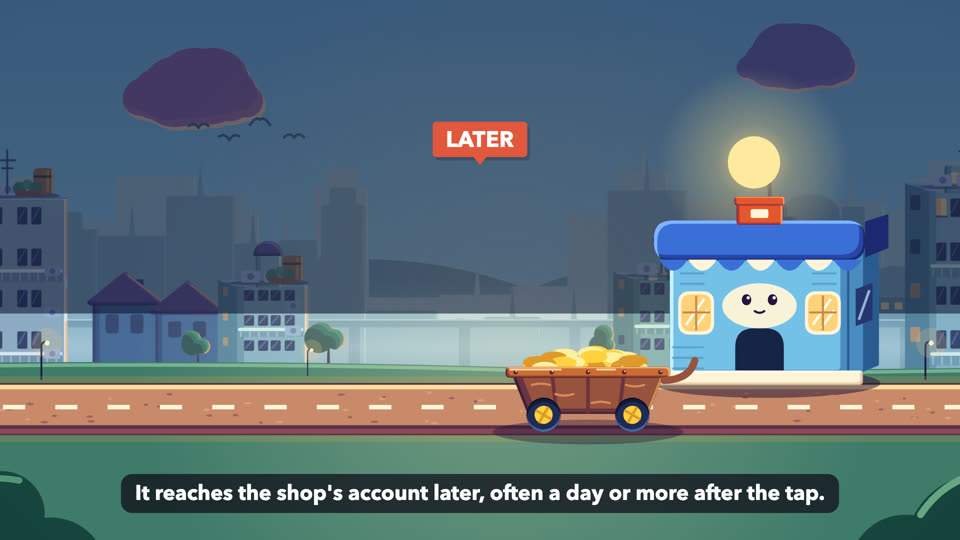 LATER
It reaches the shop's account later, often a day or more after the tap.